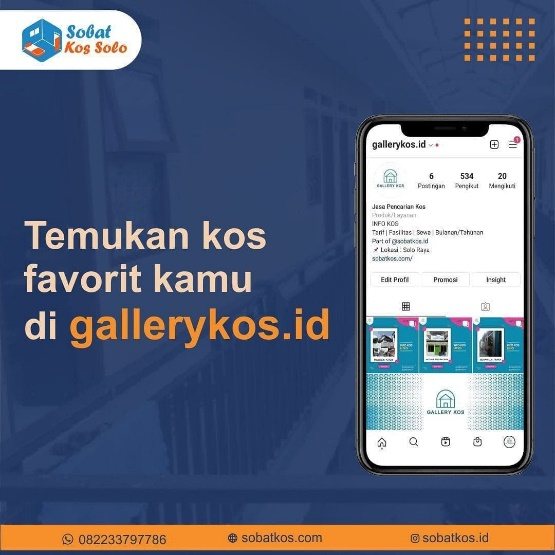 Sobat
Kos Solo
Temukan kos
favorit kamu
di gallerykos.id
gallerykos.id
6 534 20
Postingan Pengikut Mengikuti
GALLERY KOS
Jasa Pencarian Kos
Produk/Layanan
INFO KOS
Tarif | Fasilitas | Sewa | Bulanan/Tahunan
Part of @sobatkos.id
Lokasi : Solo Raya
sobatkos.com/
Edit Profil Promosi Insight
GALLERY KOS
082233797786 sobatkos.com sobatkos.id